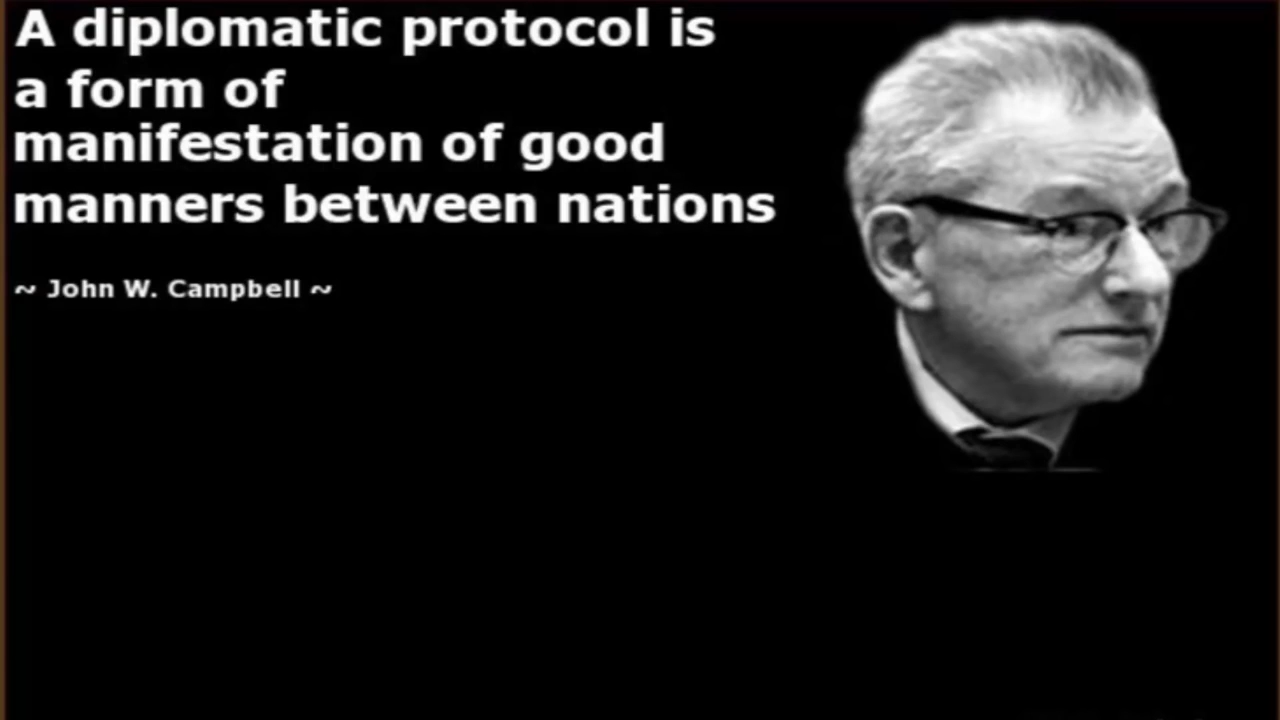 A diplomatic protocol is
a form of
manifestation of good
manners between nations
~ John W. Campbell ~